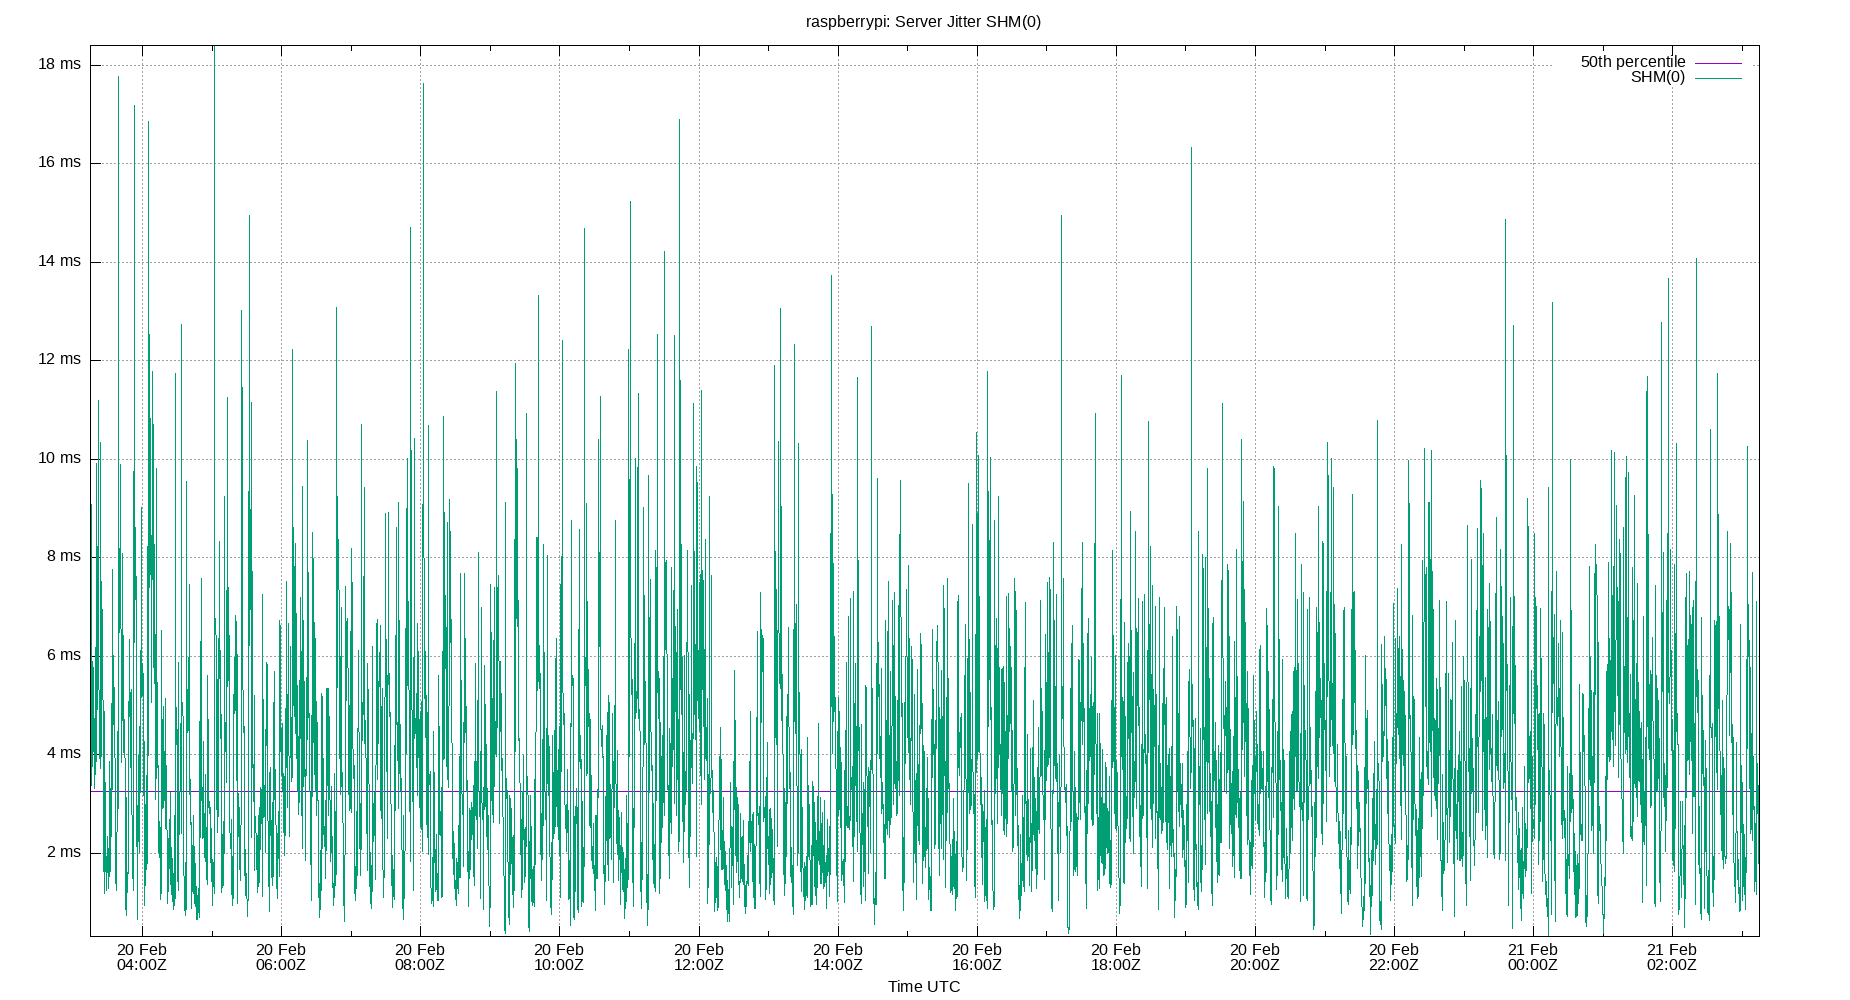 raspberrypi: Server Jitter SHM(0)
50th percentile
SHM(0)
18 ms
16 ms
14 ms
12 ms
10 ms
8 ms
6 ms
4 ms
2 ms
20 Feb 20 Feb 20 Feb 20 Feb 20 Feb 20 Feb 20 Feb 20 Feb 20 Feb 20 Feb 21 Feb 21 Feb
04:00Z 06:00Z 08:00Z 10:00Z 12:00Z 14:00Z 16:00Z 18:00Z 20:00Z 22:00Z 00:00Z 02:00Z
Time UTC